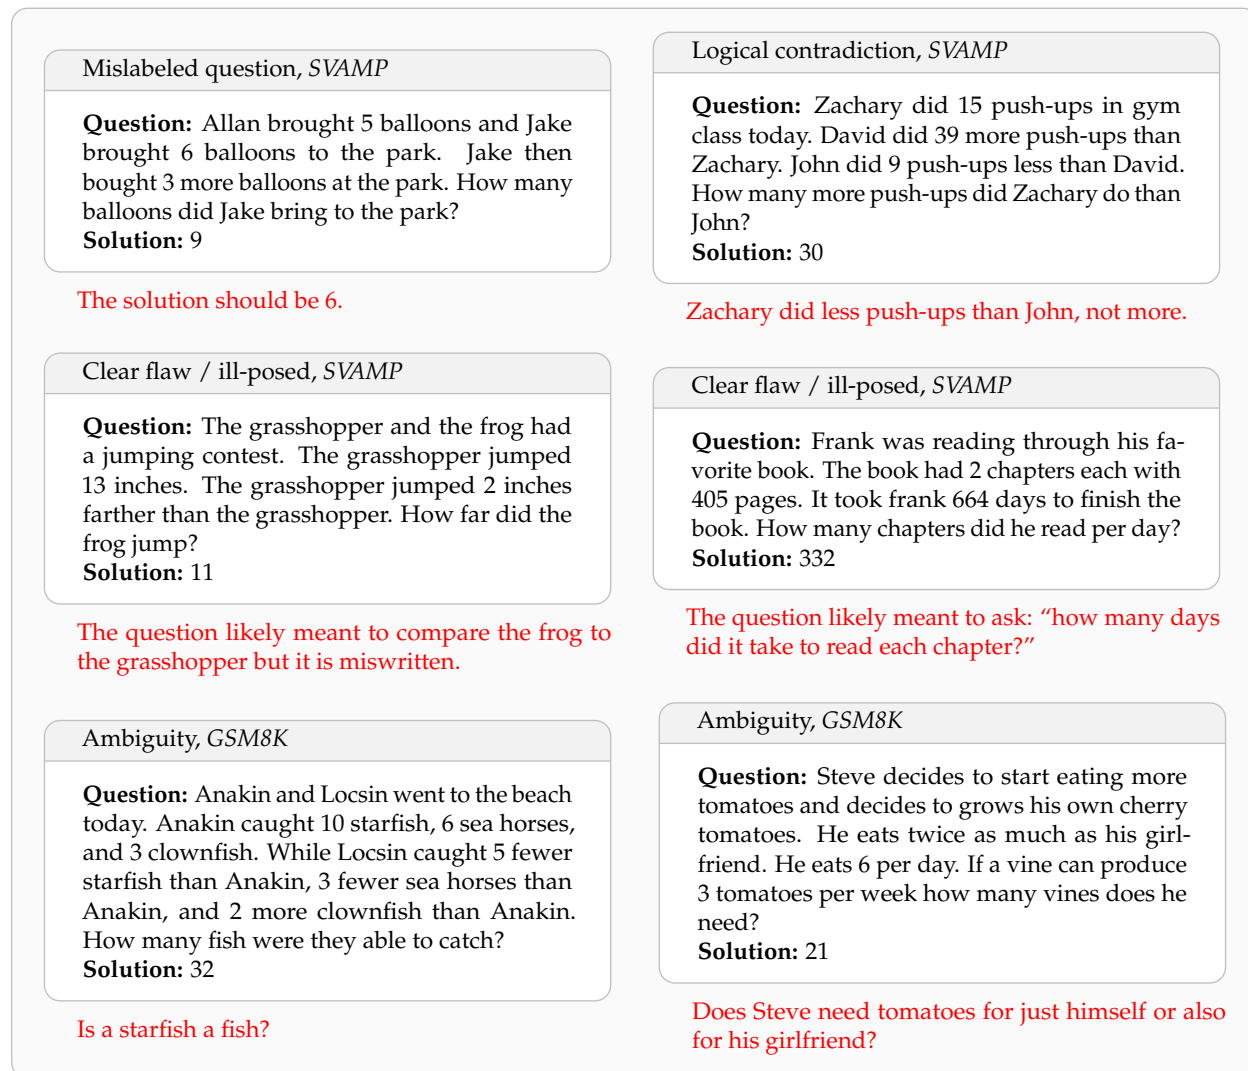 Mislabeled question, SVAMP
Question: Allan brought 5 balloons and Jake
brought 6 balloons to the park. Jake then
bought 3 more balloons at the park. How many
balloons did Jake bring to the park?
Solution: 9
The solution should be 6.
Logical contradiction, SVAMP
Question: Zachary did 15 push-ups in gym
class today. David did 39 more push-ups than
Zachary. John did 9 push-ups less than David.
How many more push-ups did Zachary do than
John?
Solution: 30
Zachary did less push-ups than John, not more.
Clear flaw / ill-posed, SVAMP
Question: The grasshopper and the frog had
a jumping contest. The grasshopper jumped
13 inches. The grasshopper jumped 2 inches
farther than the grasshopper. How far did the
frog jump?
Solution: 11
The question likely meant to compare the frog to
the grasshopper but it is miswritten.
Clear flaw / ill-posed, SVAMP
Question: Frank was reading through his fa-
vorite book. The book had 2 chapters each with
405 pages. It took frank 664 days to finish the
book. How many chapters did he read per day?
Solution: 332
The question likely meant to ask: “how many days
did it take to read each chapter?”
Ambiguity, GSM8K
Question: Anakin and Locsin went to the beach
today. Anakin caught 10 starfish, 6 sea horses,
and 3 clownfish. While Locsin caught 5 fewer
starfish than Anakin, 3 fewer sea horses than
Anakin, and 2 more clownfish than Anakin.
How many fish were they able to catch?
Solution: 32
Is a starfish a fish?
Ambiguity, GSM8K
Question: Steve decides to start eating more
tomatoes and decides to grows his own cherry
tomatoes. He eats twice as much as his girl-
friend. He eats 6 per day. If a vine can produce
3 tomatoes per week how many vines does he
need?
Solution: 21
Does Steve need tomatoes for just himself or also
for his girlfriend?